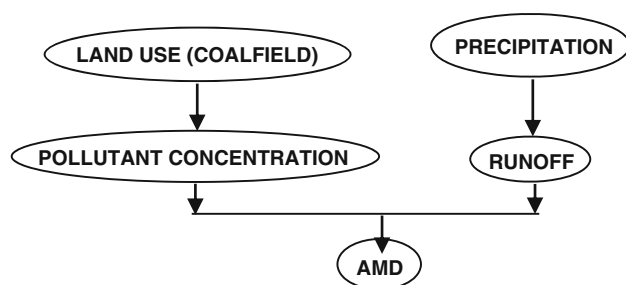 LAND USE (COALFIELD)
PRECIPITATION
POLLUTANT CONCENTRATION
RUNOFF
AMD